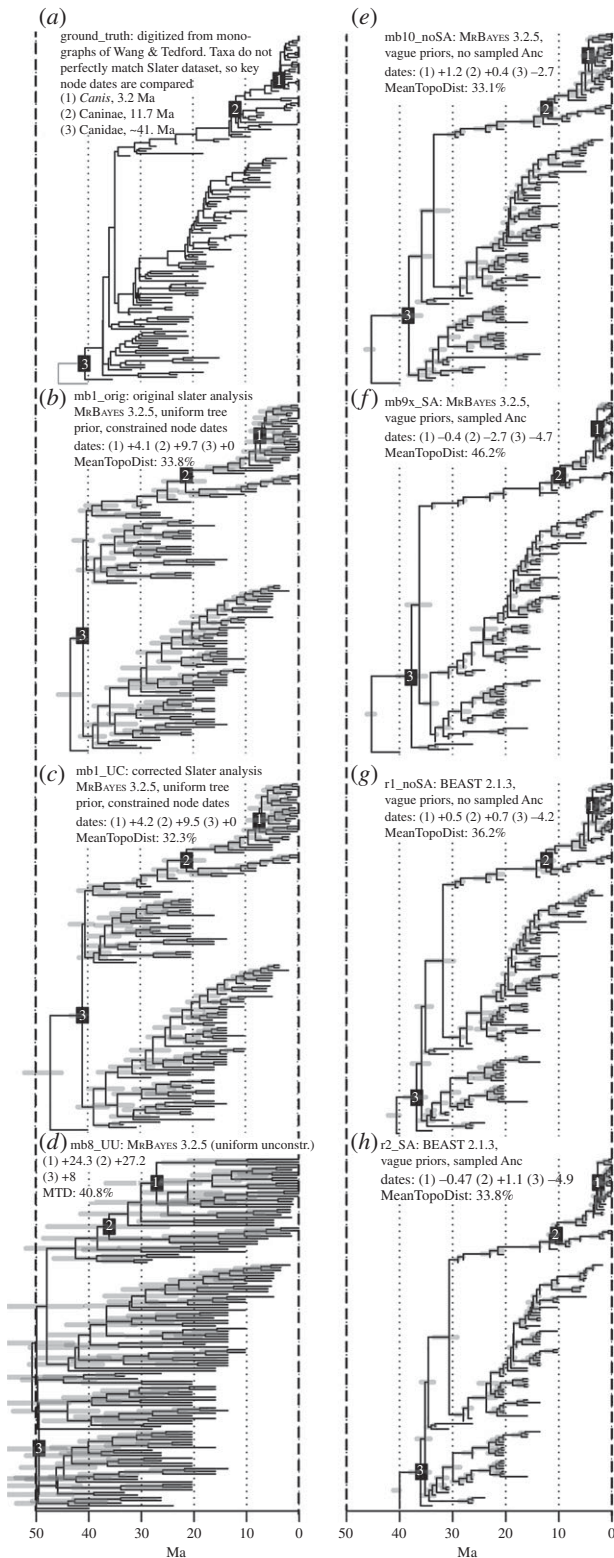 (a)
ground_truth: digitized from mono-
graphs of Wang & Tedford. Taxa do not
perfectly match Slater dataset, so key
node dates are compared
(1) Canis, 3.2 Ma
(2) Caninae, 11.7 Ma
(3) Canidae, ~41. Ma
1
2
3
(b)
mb1_orig: original slater analysis
MRBAYES 3.2.5, uniform tree
prior, constrained node dates
dates: (1) +4.1 (2) +9.7 (3) +0
MeanTopoDist: 33.8%
1
2
3
(c)
mb1_UC: corrected Slater analysis
MRBAYES 3.2.5, uniform tree
prior, constrained node dates
dates: (1) +4.2 (2) +9.5 (3) +0
MeanTopoDist: 32.3%
1
2
3
(d)
mb8_UU: MRBAYES 3.2.5 (uniform unconstr.)
(1) +24.3 (2) +27.2
(3) +8
MTD: 40.8%
1
2
3
50 40 30 20 10 0
Ma
(e)
mb10_noSA: MRBAYES 3.2.5,
vague priors, no sampled Anc
dates: (1) +1.2 (2) +0.4 (3) −2.7
MeanTopoDist: 33.1%
1
2
3
(f)
mb9x_SA: MRBAYES 3.2.5,
vague priors, sampled Anc
dates: (1) −0.4 (2) −2.7 (3) −4.7
MeanTopoDist: 46.2%
1
2
3
(g)
r1_noSA: BEAST 2.1.3,
vague priors, no sampled Anc
dates: (1) +0.5 (2) +0.7 (3) −4.2
MeanTopoDist: 36.2%
1
2
3
(h)
r2_SA: BEAST 2.1.3,
vague priors, sampled Anc
dates: (1) −0.47 (2) +1.1 (3) −4.9
MeanTopoDist: 33.8%
1
2
3
50 40 30 20 10 0
Ma